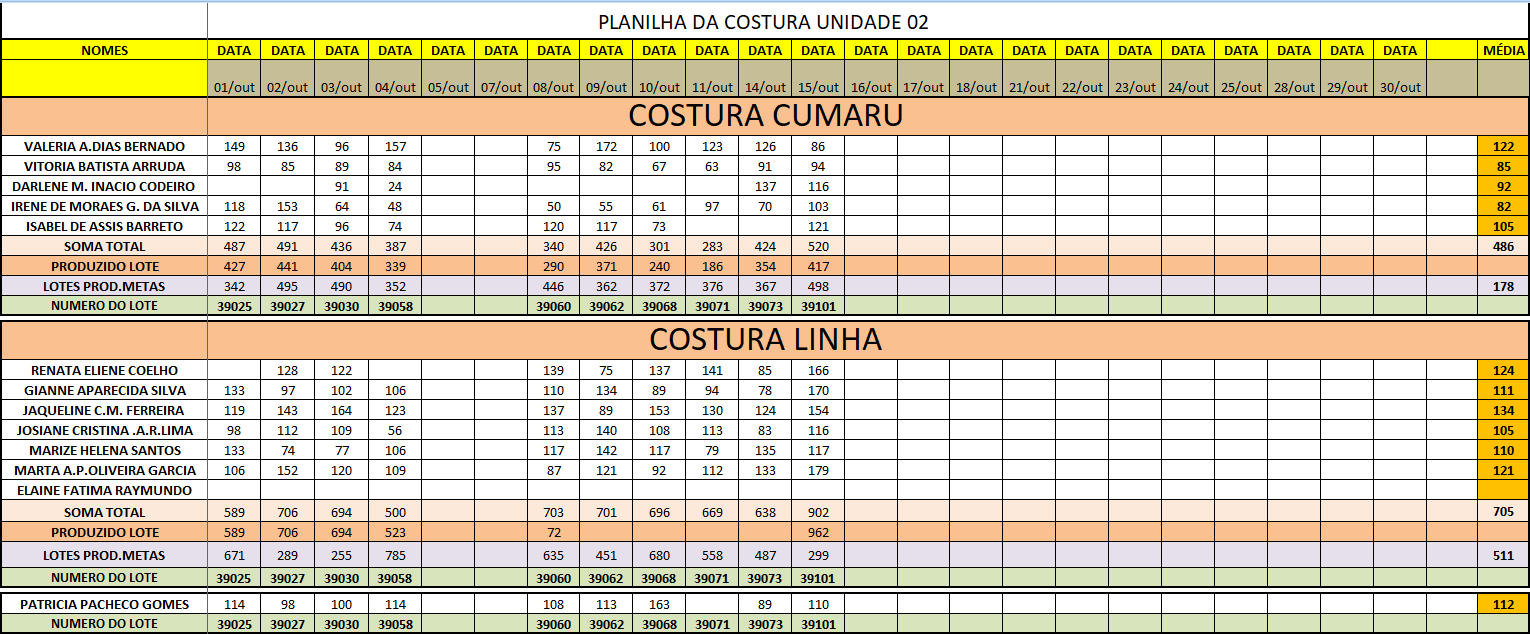 PLANILHA DA COSTURA UNIDADE 02
NOMES DATA DATA DATA DATA DATA DATA DATA DATA DATA DATA DATA DATA DATA DATA DATA DATA DATA DATA DATA DATA DATA DATA DATA MÉDIA
01/out 02/out 03/out 04/out 05/out 07/out 08/out 09/out 10/out 11/out 14/out 15/out 16/out 17/out 18/out 21/out 22/out 23/out 24/out 25/out 28/out 29/out 30/out
COSTURA CUMARU
VALERIA A.DIAS BERNADO 149 136 96 157 75 172 100 123 126 86 122
VITORIA BATISTA ARRUDA 98 85 89 84 95 82 67 63 91 94 85
DARLENE M. INACIO CODEIRO 91 24 137 116 92
IRENE DE MORAES G. DA SILVA 118 153 64 48 50 55 61 97 70 103 82
ISABEL DE ASSIS BARRETO 122 117 96 74 120 117 73 121 105
SOMA TOTAL 487 491 436 387 340 426 301 283 424 520 486
PRODUZIDO LOTE 427 441 404 339 290 371 240 186 354 417
LOTES PROD.METAS 342 495 490 352 446 362 372 376 367 498 178
NUMERO DO LOTE 39025 39027 39030 39058 39060 39062 39068 39071 39073 39101
COSTURA LINHA
RENATA ELIENE COELHO 128 122 139 75 137 141 85 166 124
GIANNE APARECIDA SILVA 133 97 102 106 110 134 89 94 78 170 111
JAQUELINE C.M. FERREIRA 119 143 164 123 137 89 153 130 124 154 134
JOSIANE CRISTINA .A.R.LIMA 98 112 109 56 113 140 108 113 83 116 105
MARIZE HELENA SANTOS 133 74 77 106 117 142 117 79 135 117 110
MARTA A.P.OLIVEIRA GARCIA 106 152 120 109 87 121 92 112 133 179 121
ELAINE FATIMA RAYMUNDO
SOMA TOTAL 589 706 694 500 703 701 696 669 638 902 705
PRODUZIDO LOTE 589 706 694 523 72 962
LOTES PROD.METAS 671 289 255 785 635 451 680 558 487 299 511
NUMERO DO LOTE 39025 39027 39030 39058 39060 39062 39068 39071 39073 39101
PATRICIA PACHECO GOMES 114 98 100 114 108 113 163 89 110 112
NUMERO DO LOTE 39025 39027 39030 39058 39060 39062 39068 39071 39073 39101